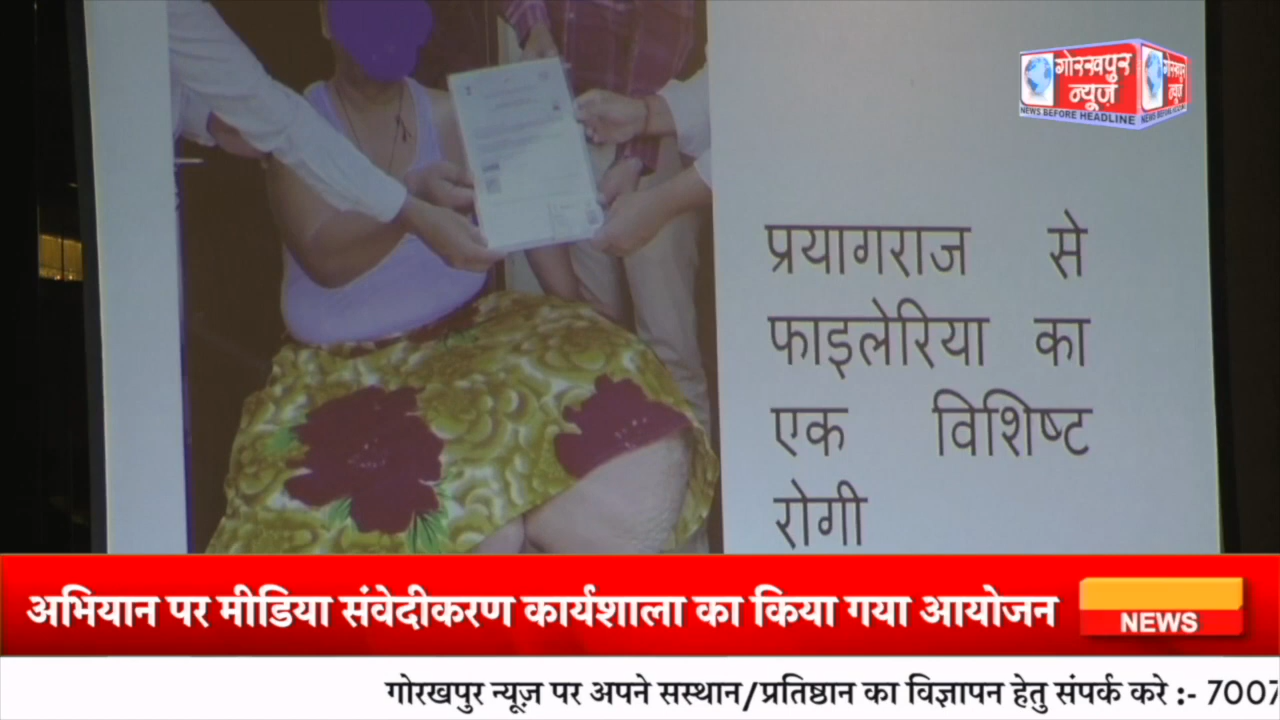 गोरखपुर
न्यूज़
NEWS BEFORE HEADLINE
गोरखपुर
न्यूज़
प्रयागराज से
फाइलेरिया का
एक विशिष्ट
रोगी
अभियान पर मीडिया संवेदीकरण कार्यशाला का किया गया आयोजन
NEWS
गोरखपुर न्यूज़ पर अपने सस्थान/प्रतिष्ठान का विज्ञापन हेतु संपर्क करे :- 7007